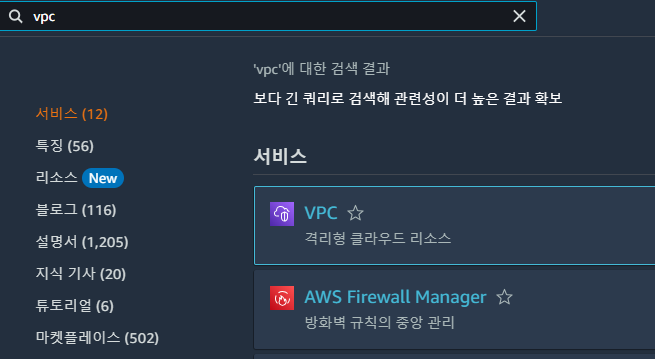 vpc
'vpc'에 대한 검색 결과
보다 긴 쿼리로 검색해 관련성이 더 높은 결과 확보
서비스 (12)
특징 (56)
리소스 New
블로그 (116)
설명서 (1,205)
지식 기사 (20)
튜토리얼 (6)
마켓플레이스 (502)
서비스
VPC
격리형 클라우드 리소스
AWS Firewall Manager
방화벽 규칙의 중앙 관리